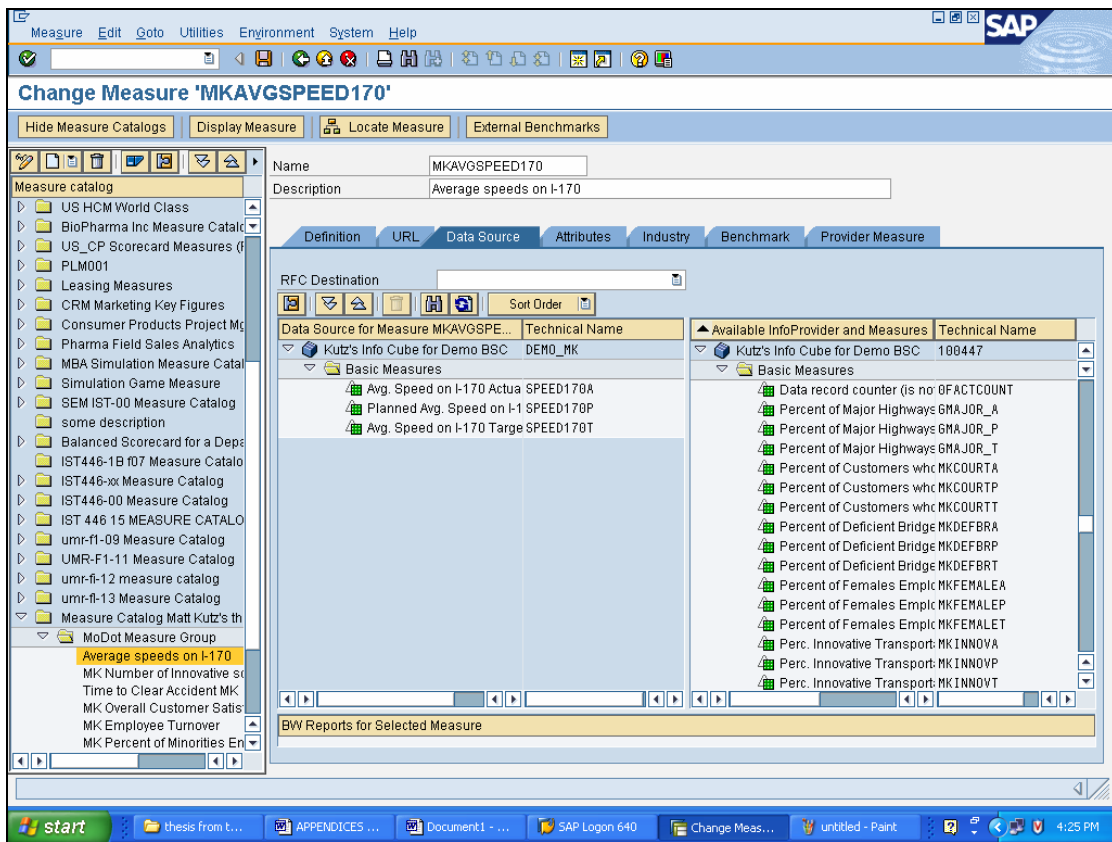 Measure Edit Goto Utilities Environment System Help
SAP
Change Measure 'MKAVGSPEED170'
Hide Measure Catalogs Display Measure Locate Measure External Benchmarks
Name MKAVGSPEED170
Description Average speeds on I-170
Measure catalog
US HCM World Class
BioPharma Inc Measure Catalc
US_CP Scorecard Measures (F
PLM001
Leasing Measures
CRM Marketing Key Figures
Consumer Products Project Mg
Pharma Field Sales Analytics
MBA Simulation Measure Catal
Simulation Game Measure
SEM IST-00 Measure Catalog
some description
Balanced Scorecard for a Depa
IST446-1B f07 Measure Catalo
IST446-xx Measure Catalog
IST446-00 Measure Catalog
IST 446 15 MEASURE CATALO
umr-f1-09 Measure Catalog
UMR-F1-11 Measure Catalog
umr-fi-12 measure catalog
umr-fl-13 Measure Catalog
Measure Catalog Matt Kutz's th
MoDot Measure Group
Average speeds on I-170
MK Number of Innovative so
Time to Clear Accident MK
MK Overall Customer Satis
MK Employee Turnover
MK Percent of Minorities En
Definition URL Data Source Attributes Industry Benchmark Provider Measure
RFC Destination
Sort Order
Data Source for Measure MKAVGSPE... Technical Name
Kutz's Info Cube for Demo BSC DEMO_MK
Basic Measures
Avg. Speed on I-170 Actua SPEED170A
Planned Avg. Speed on I-1 SPEED170P
Avg. Speed on I-170 Targe SPEED170T
Available InfoProvider and Measures Technical Name
Kutz's Info Cube for Demo BSC 100447
Basic Measures
Data record counter (is no 0FACTCOUNT
Percent of Major Highways GMAJOR_A
Percent of Major Highways GMAJOR_P
Percent of Major Highways GMAJOR_T
Percent of Customers whc MKCOURTA
Percent of Customers whc MKCOURTP
Percent of Customers whc MKCOURTT
Percent of Deficient Bridge MKDEFBRA
Percent of Deficient Bridge MKDEFBRP
Percent of Deficient Bridge MKDEFBRT
Percent of Females Emplc MKFEMALEA
Percent of Females Emplc MKFEMALEP
Percent of Females Emplc MKFEMALET
Perc. Innovative Transport MKINNOVA
Perc. Innovative Transport MKINNOVP
Perc. Innovative Transport MKINNOVT
BW Reports for Selected Measure
start thesis from t... APPENDICES ... Document1 - ... SAP Logon 640 Change Meas... untitled - Paint 4:25 PM